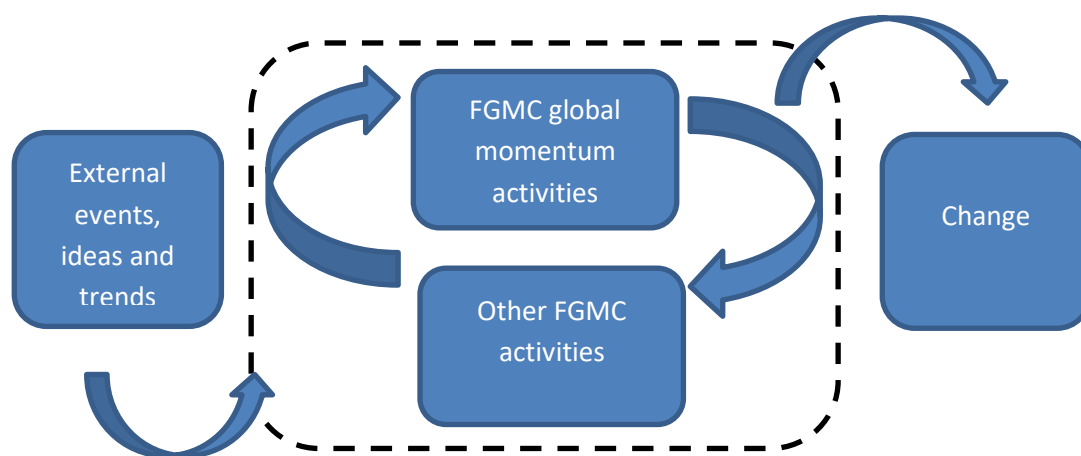 External
events,
ideas and
trends
FGMC global
momentum
activities
Other FGMC
activities
Change